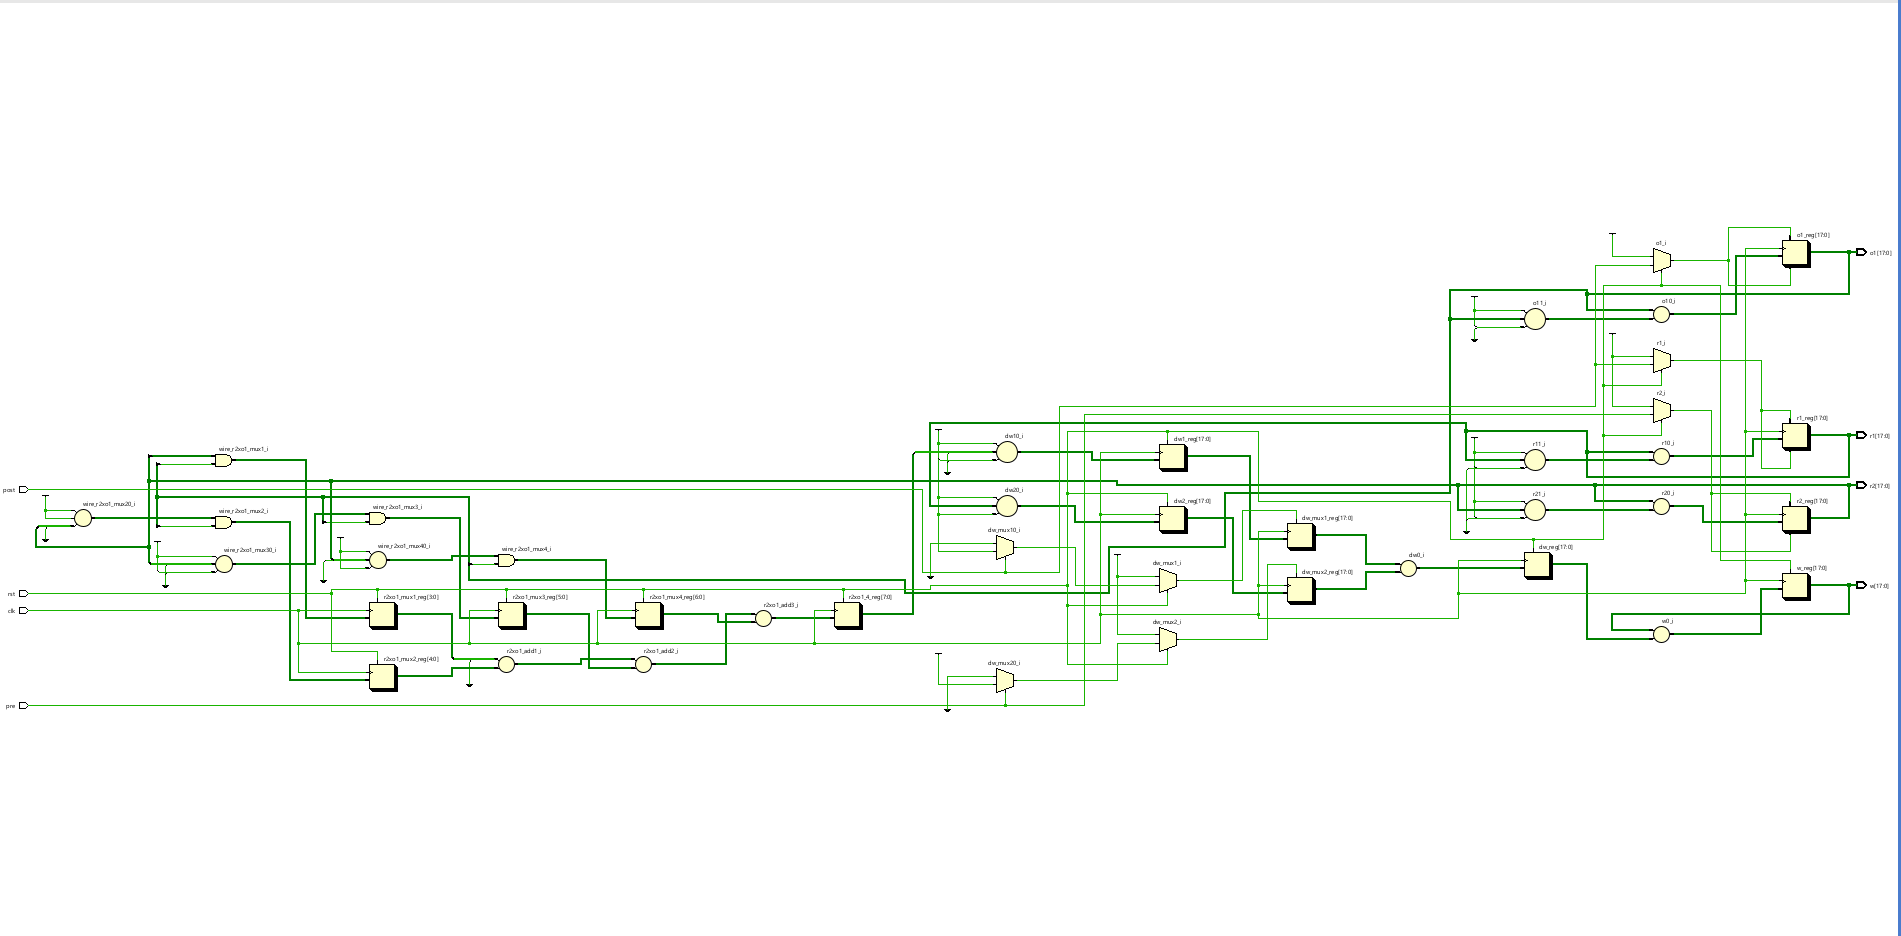 o1_i
o1_reg[17:0]
o1[17:0]
o11_i
o10_i
r1_i
r2_i
r1_reg[17:0]
r1[17:0]
dw10_i
dw1_reg[17:0]
r11_i
r10_i
wire_r2xo1_mux1_i
post
r2[17:0]
wire_r2xo1_mux20_i
wire_r2xo1_mux2_i
wire_r2xo1_mux3_i
dw20_i
dw2_reg[17:0]
r21_i
r20_i
r2_reg[17:0]
dw_mux1_reg[17:0]
dw_mux10_i
wire_r2xo1_mux30_i
wire_r2xo1_mux40_i
wire_r2xo1_mux4_i
dw_mux1_i
dw0_i
dw_reg[17:0]
w_reg[17:0]
dw_mux2_reg[17:0]
w[17:0]
rst
r2xo1_mux1_reg[3:0]
r2xo1_mux3_reg[5:0]
r2xo1_mux4_reg[6:0]
r2xo1_add3_i
r2xo1_4_reg[7:0]
clk
dw_mux2_i
w0_i
r2xo1_mux2_reg[4:0]
r2xo1_add1_i
r2xo1_add2_i
dw_mux20_i
pre